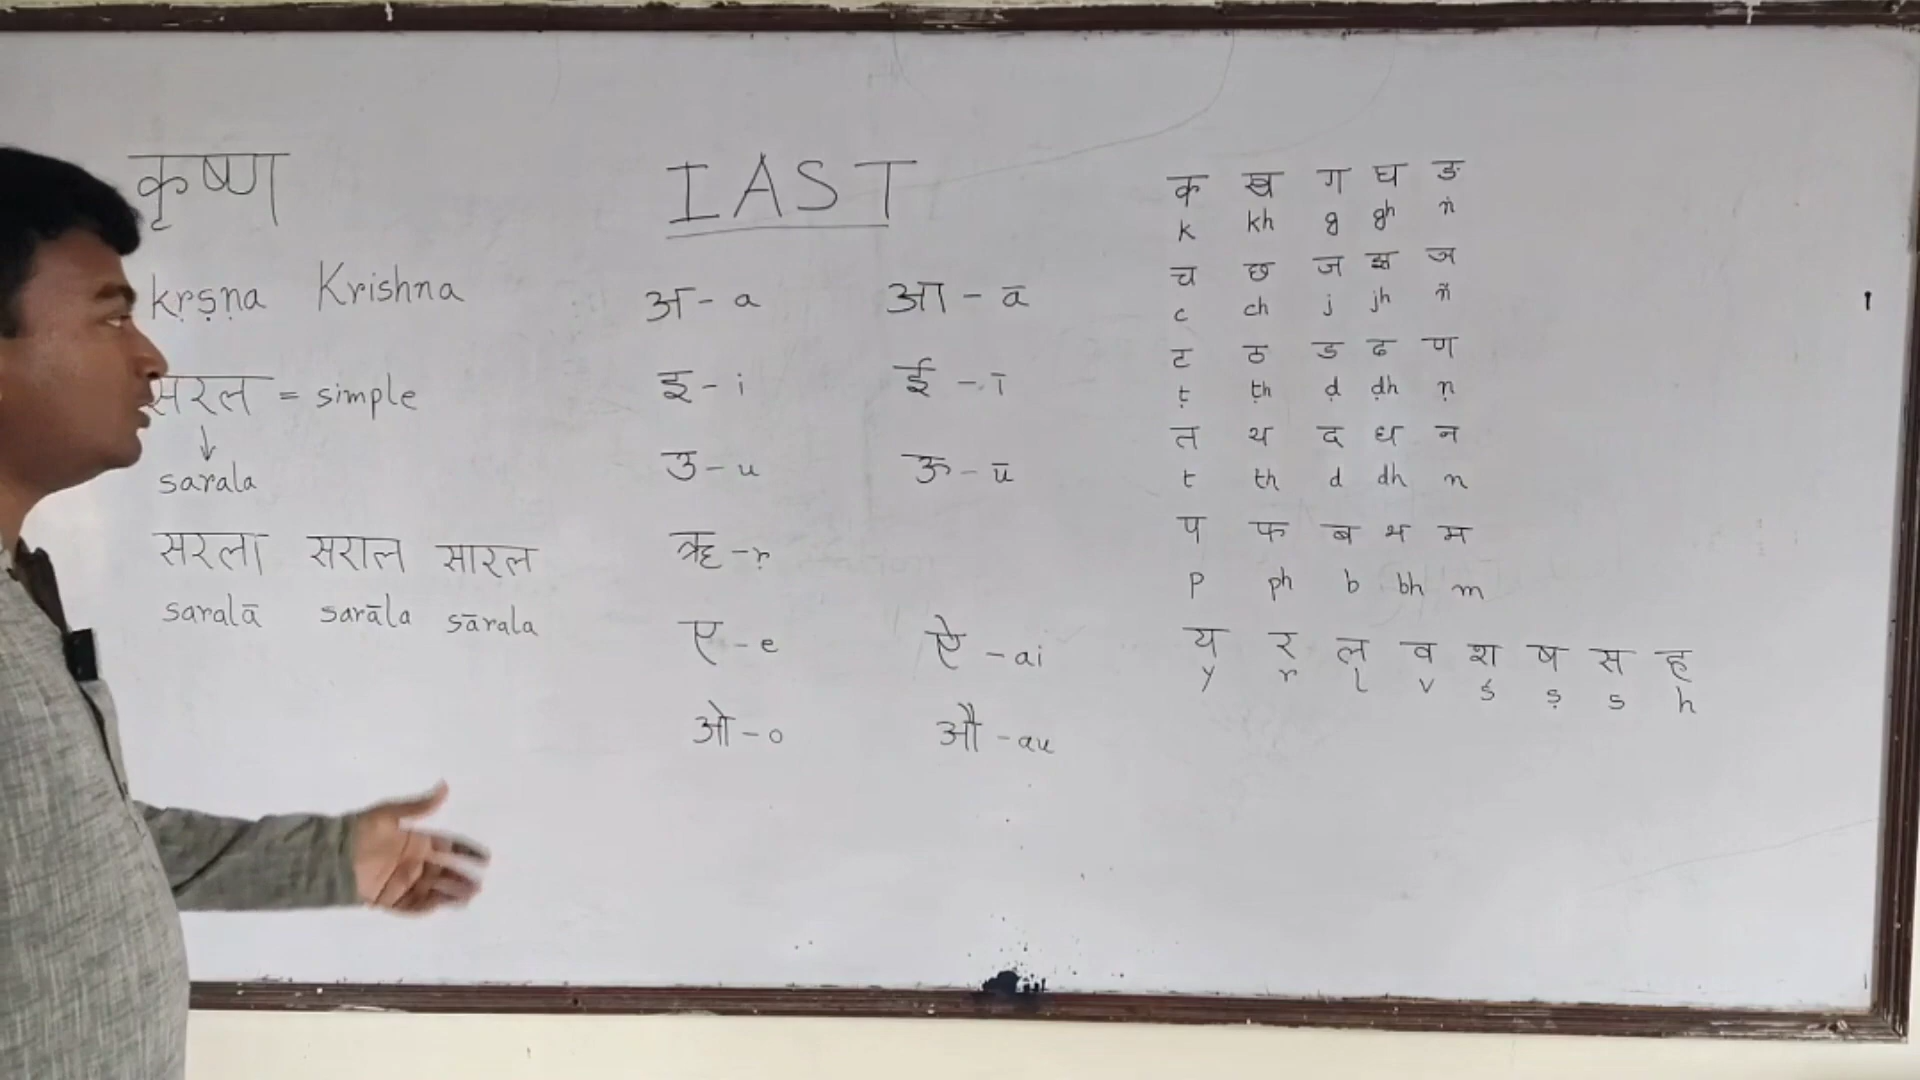 कृष्ण
kṛṣṇa Krishna
सरल = simple
↓
sarala
सरला सराल सारल
saralā sarāla sārala
IAST
अ - a आ - ā
इ - i ई - ī
उ - u ऊ - ū
ऋ - ṛ
ए - e ऐ - ai
ओ - o औ - au
क ख ग घ ङ
k kh g gh ṅ
च छ ज झ ञ
c ch j jh ñ
ट ठ ड ढ ण
ṭ ṭh ḍ ḍh ṇ
त थ द ध न
t th d dh n
प फ ब भ म
p ph b bh m
य र ल व श ष स ह
y r l v ś ṣ s h